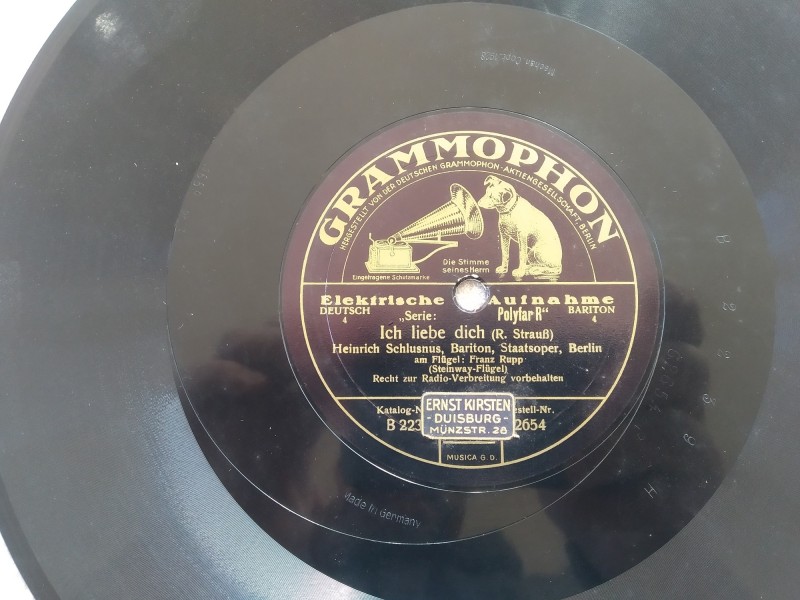 GRAMMOPHON
HERGESTELLT VON DER DEUTSCHEN GRAMMOPHON-AKTIENGESELLSCHAFT, BERLIN
Die Stimme
seines Herrn
Eingetragene Schutzmarke
Elektrische Aufnahme
DEUTSCH
4
„Serie: Polyfar R“
BARITON
4
Ich liebe dich (R. Strauß)
Heinrich Schlusnus, Bariton, Staatsoper, Berlin
am Flügel: Franz Rupp
(Steinway-Flügel)
Recht zur Radio-Verbreitung vorbehalten
Katalog-N
estell-Nr.
B 223
2654
ERNST KIRSTEN
- DUISBURG -
MÜNZSTR. 28
MUSICA G. D.
Made in Germany